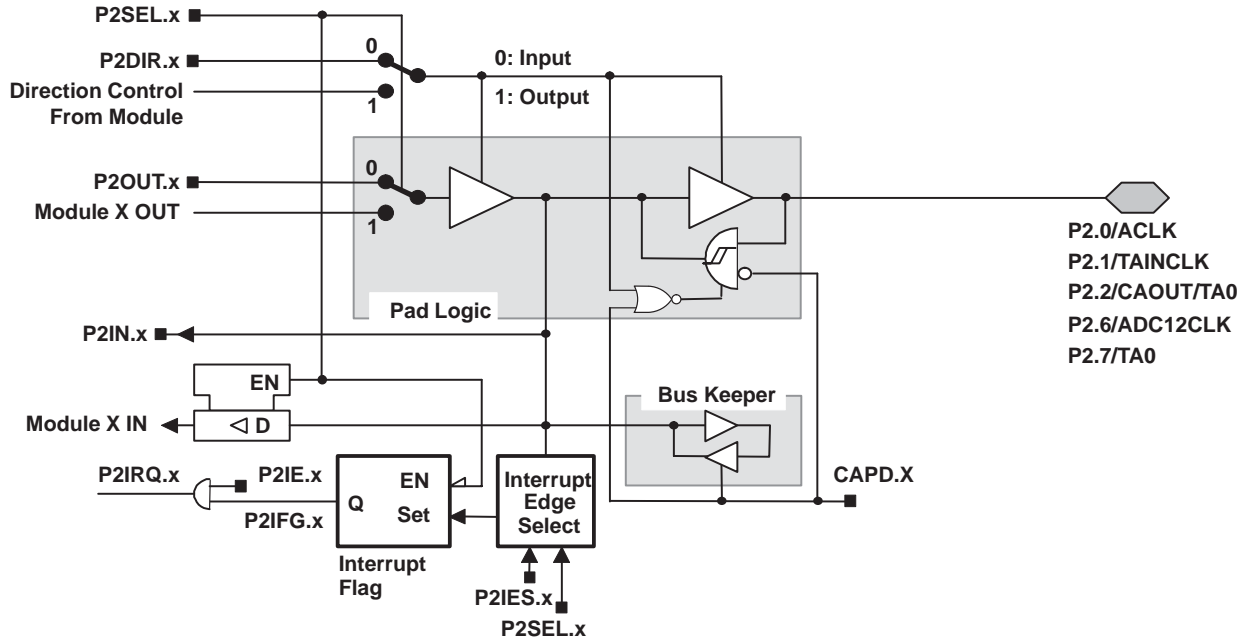 P2SEL.x
P2DIR.x
0
0: Input
Direction Control
From Module
1
1: Output
P2OUT.x
0
Module X OUT
1
Pad Logic
P2.0/ACLK
P2.1/TAINCLK
P2.2/CAOUT/TA0
P2.6/ADC12CLK
P2.7/TA0
P2IN.x
EN
Bus Keeper
Module X IN
D
CAPD.X
P2IRQ.x
P2IE.x
P2IFG.x
Q
EN
Set
Interrupt
Edge
Select
Interrupt
Flag
P2IES.x
P2SEL.x